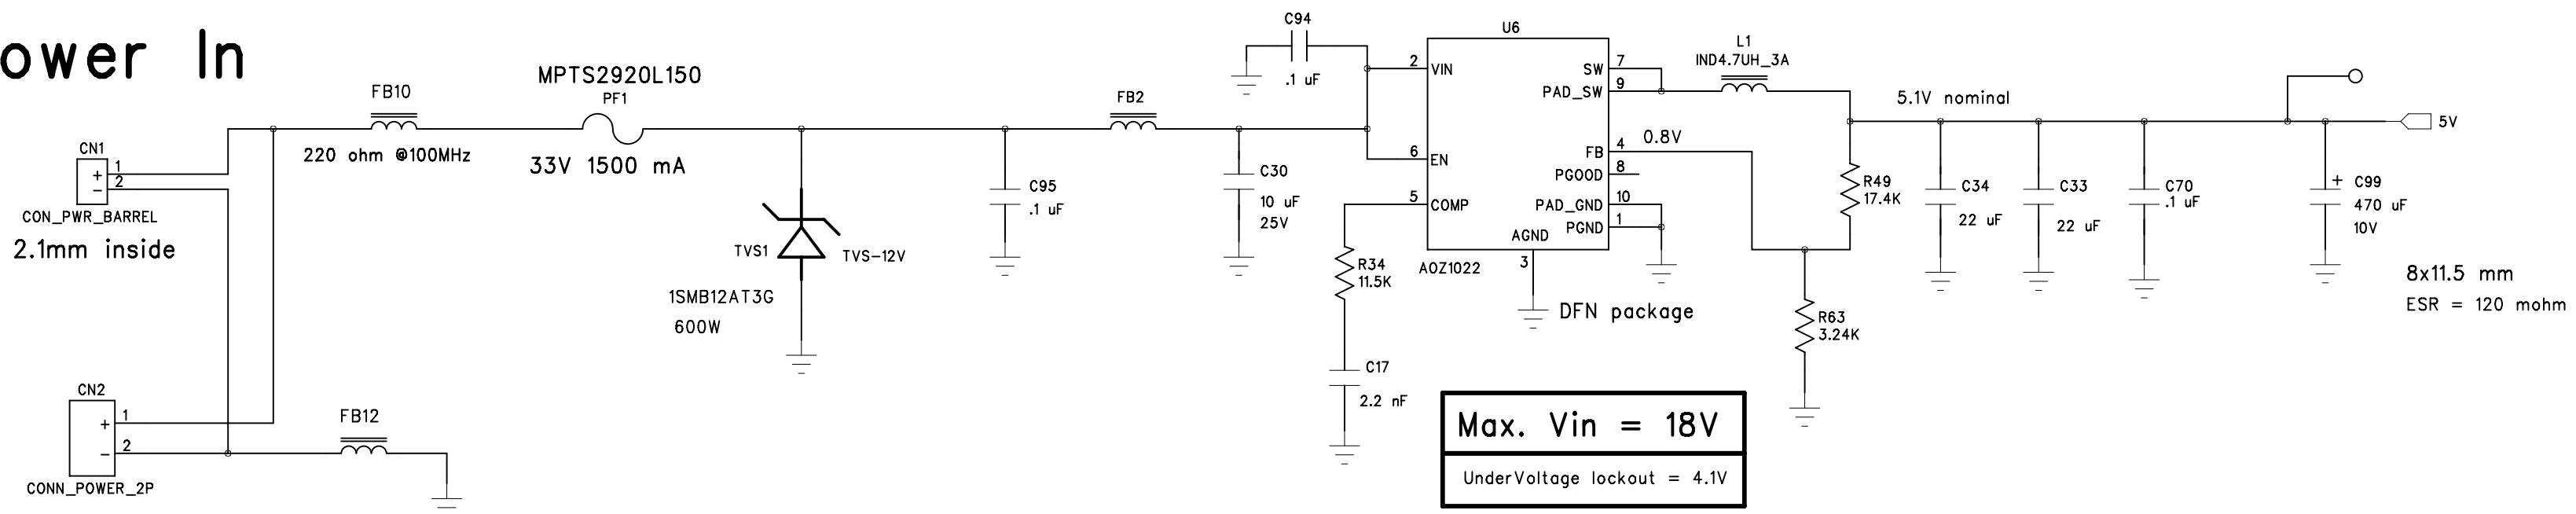 ower In
CN1
1
2
+
−
CON_PWR_BARREL
2.1mm inside
CN2
1
2
+
−
CONN_POWER_2P
FB10
220 ohm @100MHz
FB12
MPTS2920L150
PF1
33V 1500 mA
TVS1
TVS-12V
1SMB12AT3G
600W
C95
.1 uF
FB2
C94
.1 uF
C30
10 uF
25V
U6
2 VIN
6 EN
5 COMP
SW 7
PAD_SW 9
FB 4
PGOOD 8
PAD_GND 10
PGND 1
AGND
3
AOZ1022
DFN package
R34
11.5K
C17
2.2 nF
L1
IND4.7UH_3A
0.8V
5.1V nominal
R49
17.4K
R63
3.24K
C34
22 uF
C33
22 uF
C70
.1 uF
+ C99
470 uF
10V
5V
8x11.5 mm
ESR = 120 mohm
Max. Vin = 18V
UnderVoltage lockout = 4.1V